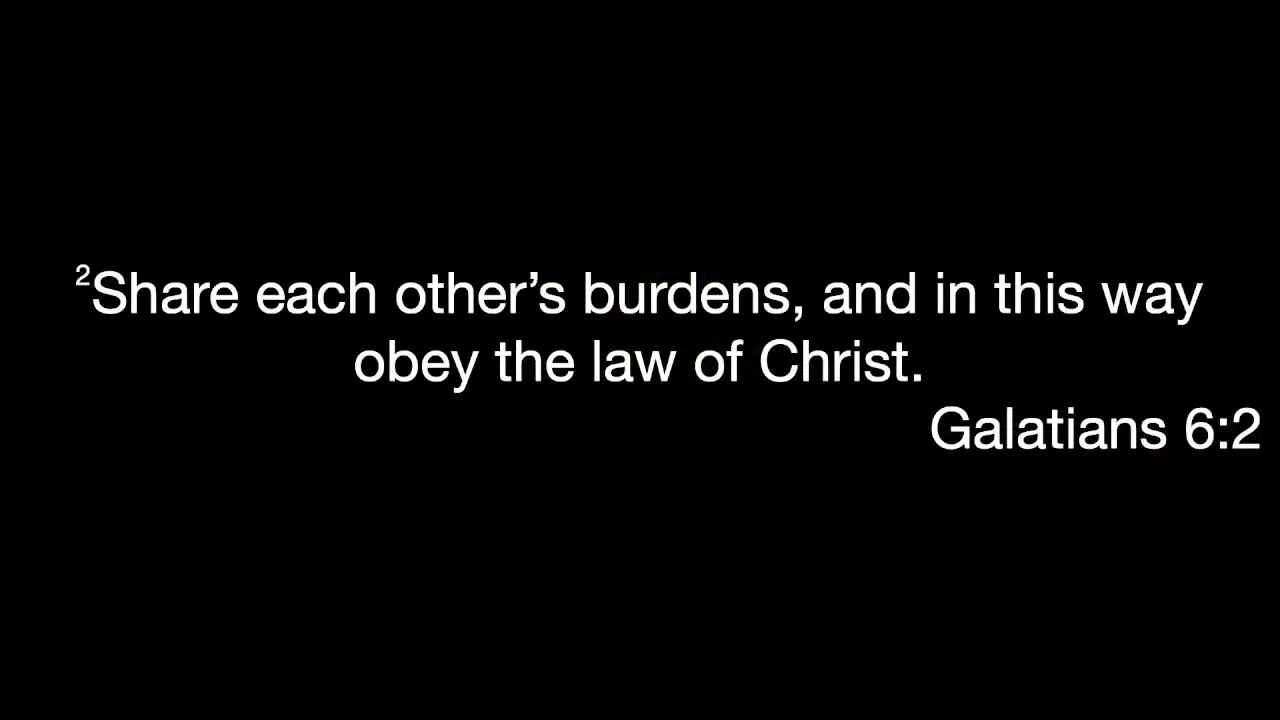 ²Share each other’s burdens, and in this way
obey the law of Christ.
Galatians 6:2